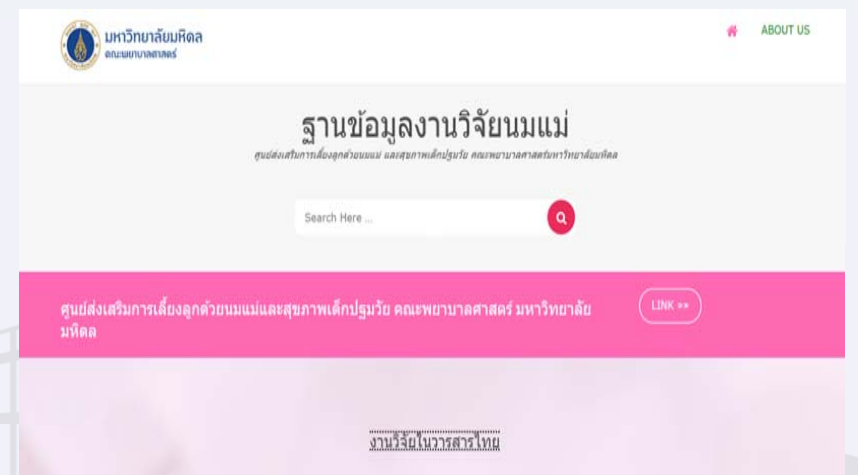 มหาวิทยาลัยมหิดล
คณะพยาบาลศาสตร์
ABOUT US
ฐานข้อมูลงานวิจัยนมแม่
ศูนย์ส่งเสริมการเลี้ยงลูกด้วยนมแม่ และสุขภาพเด็กปฐมวัย คณะพยาบาลศาสตร์มหาวิทยาลัยมหิดล
Search Here ...
ศูนย์ส่งเสริมการเลี้ยงลูกด้วยนมแม่และสุขภาพเด็กปฐมวัย คณะพยาบาลศาสตร์ มหาวิทยาลัย
มหิดล
LINK »»
งานวิจัยในวารสารไทย